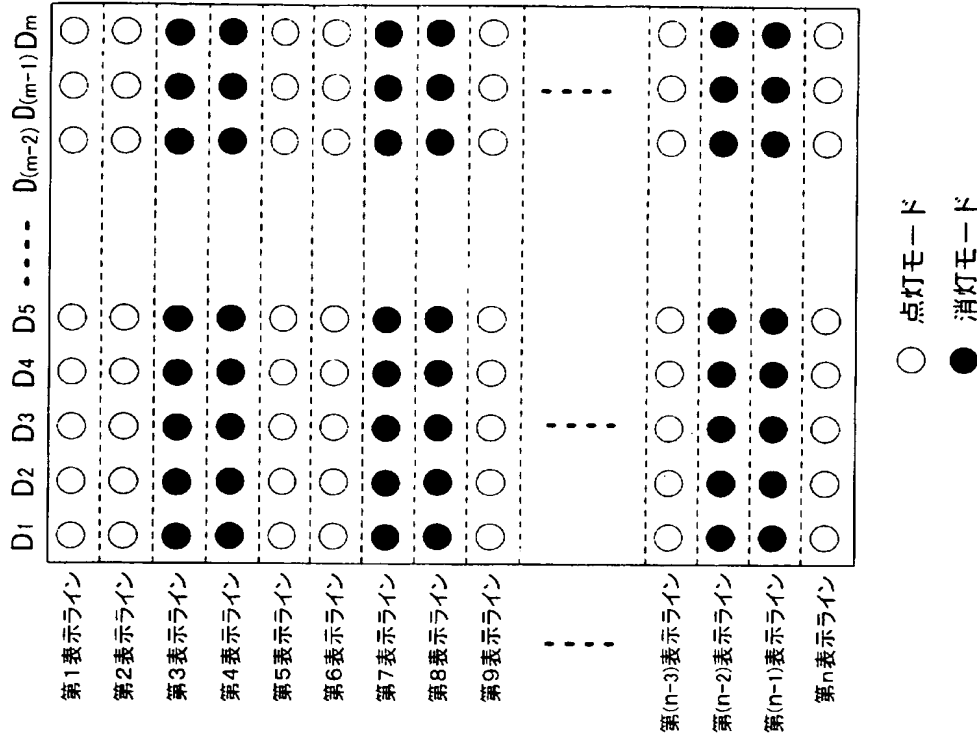 D1 D2 D3 D4 D5 ---- D(m-2) D(m-1) Dm
第1表示ライン
第2表示ライン
第3表示ライン
第4表示ライン
第5表示ライン
第6表示ライン
第7表示ライン
第8表示ライン
第9表示ライン
第(n-3)表示ライン
第(n-2)表示ライン
第(n-1)表示ライン
第n表示ライン
○ 点灯モード
● 消灯モード